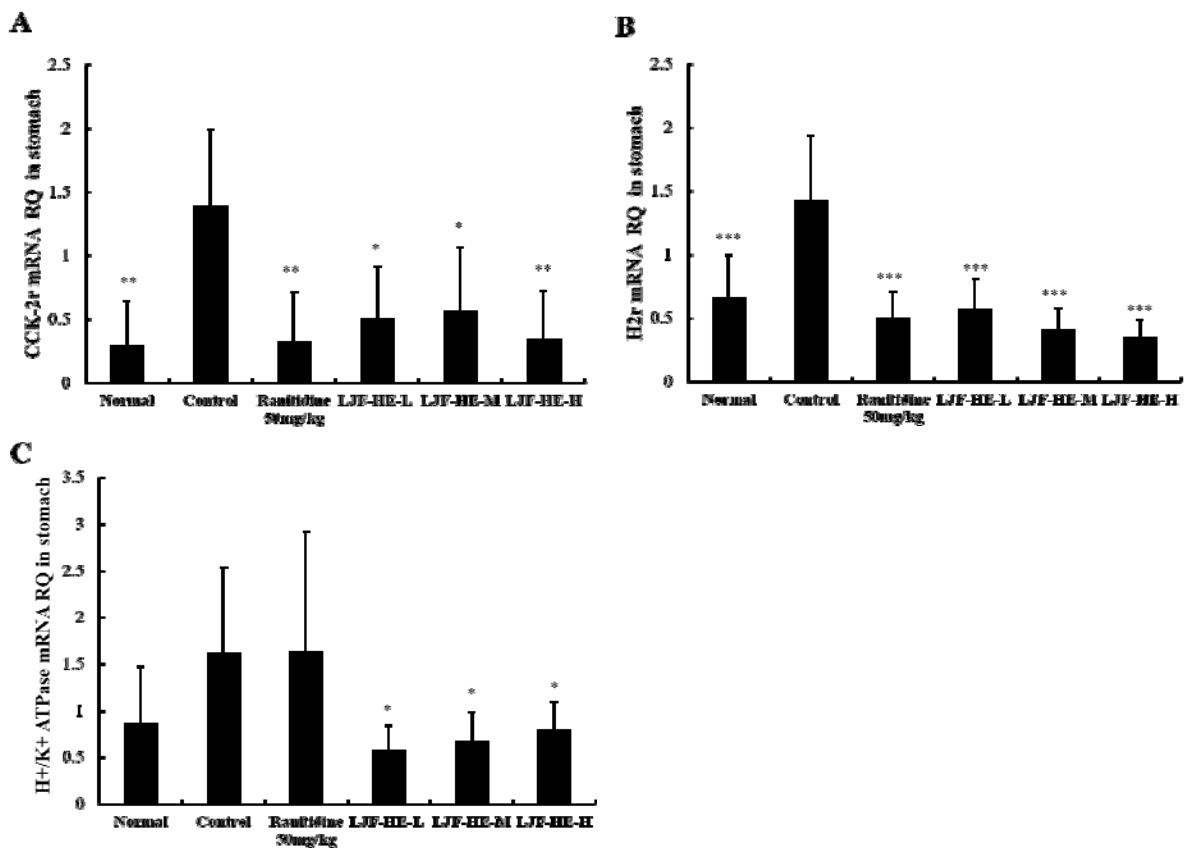 A
CCK-2r mRNA RQ in stomach
2.5
2
1.5
1
0.5
0
**
**
*
*
**
Normal Control Ranitidine LJF-HE-L LJF-HE-M LJF-HE-H
50mg/kg
B
H2r mRNA RQ in stomach
2.5
2
1.5
1
0.5
0
***
***
***
***
***
Normal Control Ranitidine LJF-HE-L LJF-HE-M LJF-HE-H
50mg/kg
C
H+/K+ ATPase mRNA RQ in stomach
3.5
3
2.5
2
1.5
1
0.5
0
*
*
*
Normal Control Ranitidine LJF-HE-L LJF-HE-M LJF-HE-H
50mg/kg